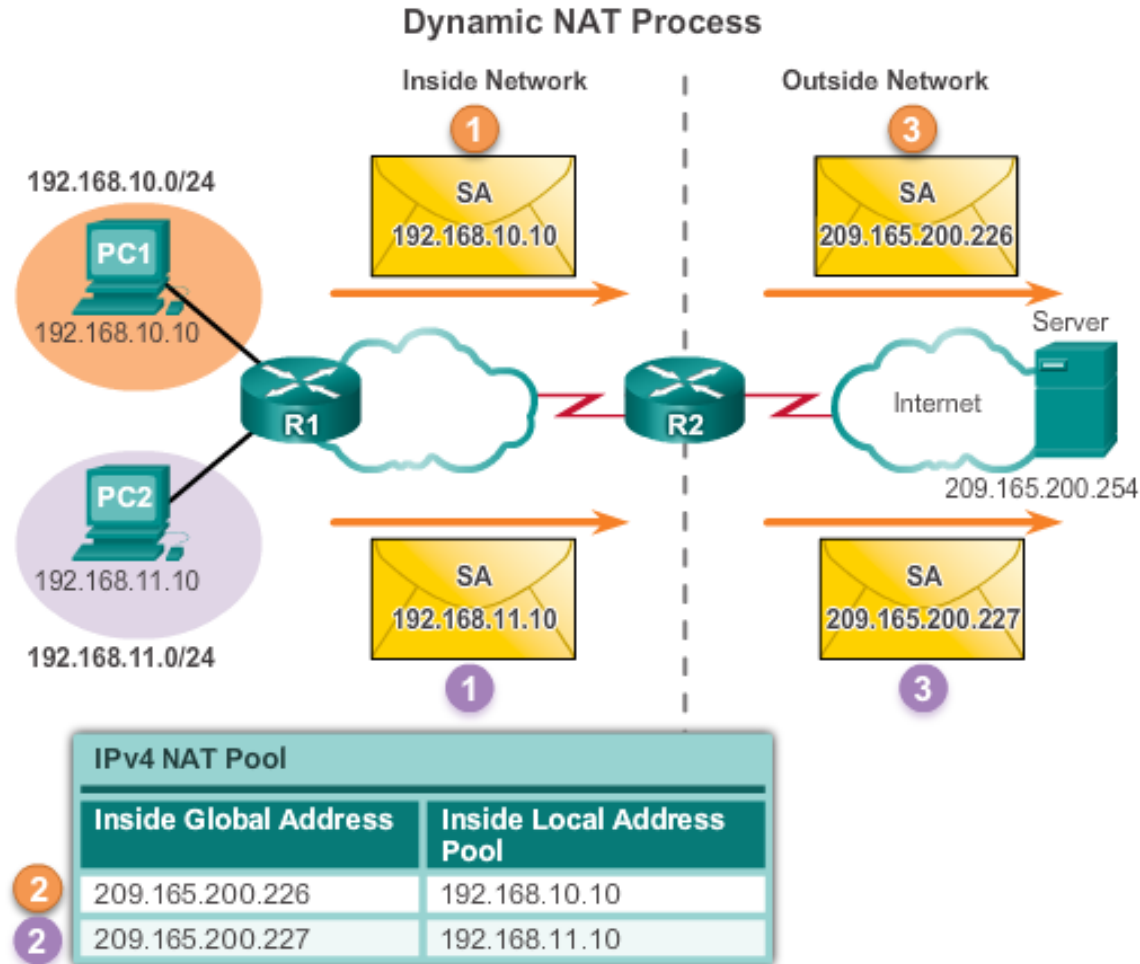 Dynamic NAT Process
Inside Network
Outside Network
1
3
192.168.10.0/24
SA
192.168.10.10
SA
209.165.200.226
PC1
192.168.10.10
Server
R1
R2
Internet
PC2
192.168.11.10
209.165.200.254
SA
192.168.11.10
SA
209.165.200.227
192.168.11.0/24
1
3
IPv4 NAT Pool
Inside Global Address
Inside Local Address
Pool
2
209.165.200.226
192.168.10.10
2
209.165.200.227
192.168.11.10